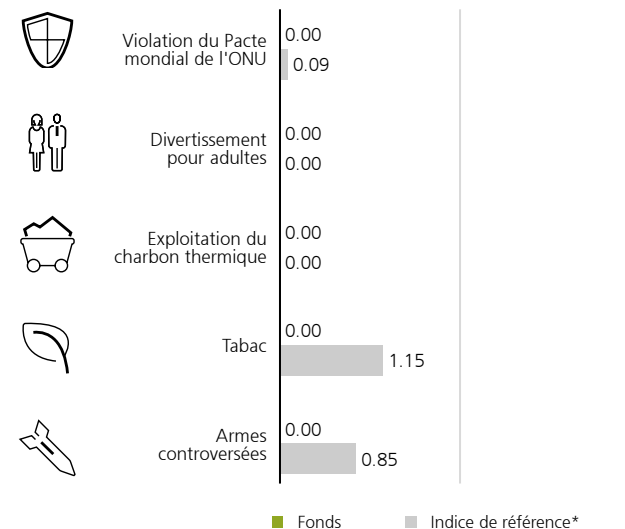 Violation du Pacte
mondial de l'ONU
0.00
0.09
Divertissement
pour adultes
0.00
0.00
Exploitation du
charbon thermique
0.00
0.00
Tabac
0.00
1.15
Armes
controversées
0.00
0.85
Fonds
Indice de référence*